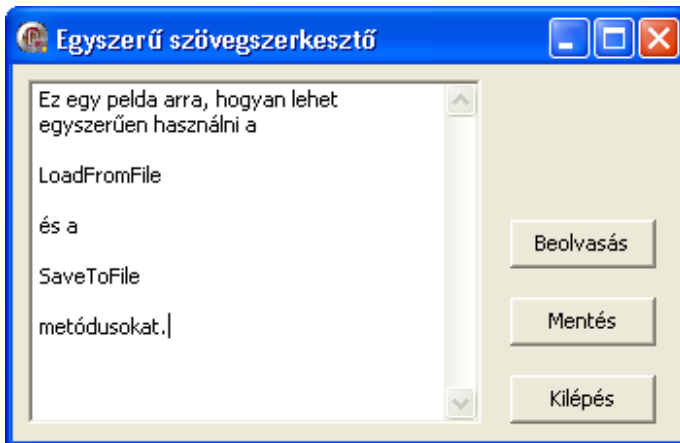 Egyszerű szövegszerkesztő
Ez egy pelda arra, hogyan lehet
egyszerűen használni a
LoadFromFile
és a
SaveToFile
metódusokat.
Beolvasás
Mentés
Kilépés